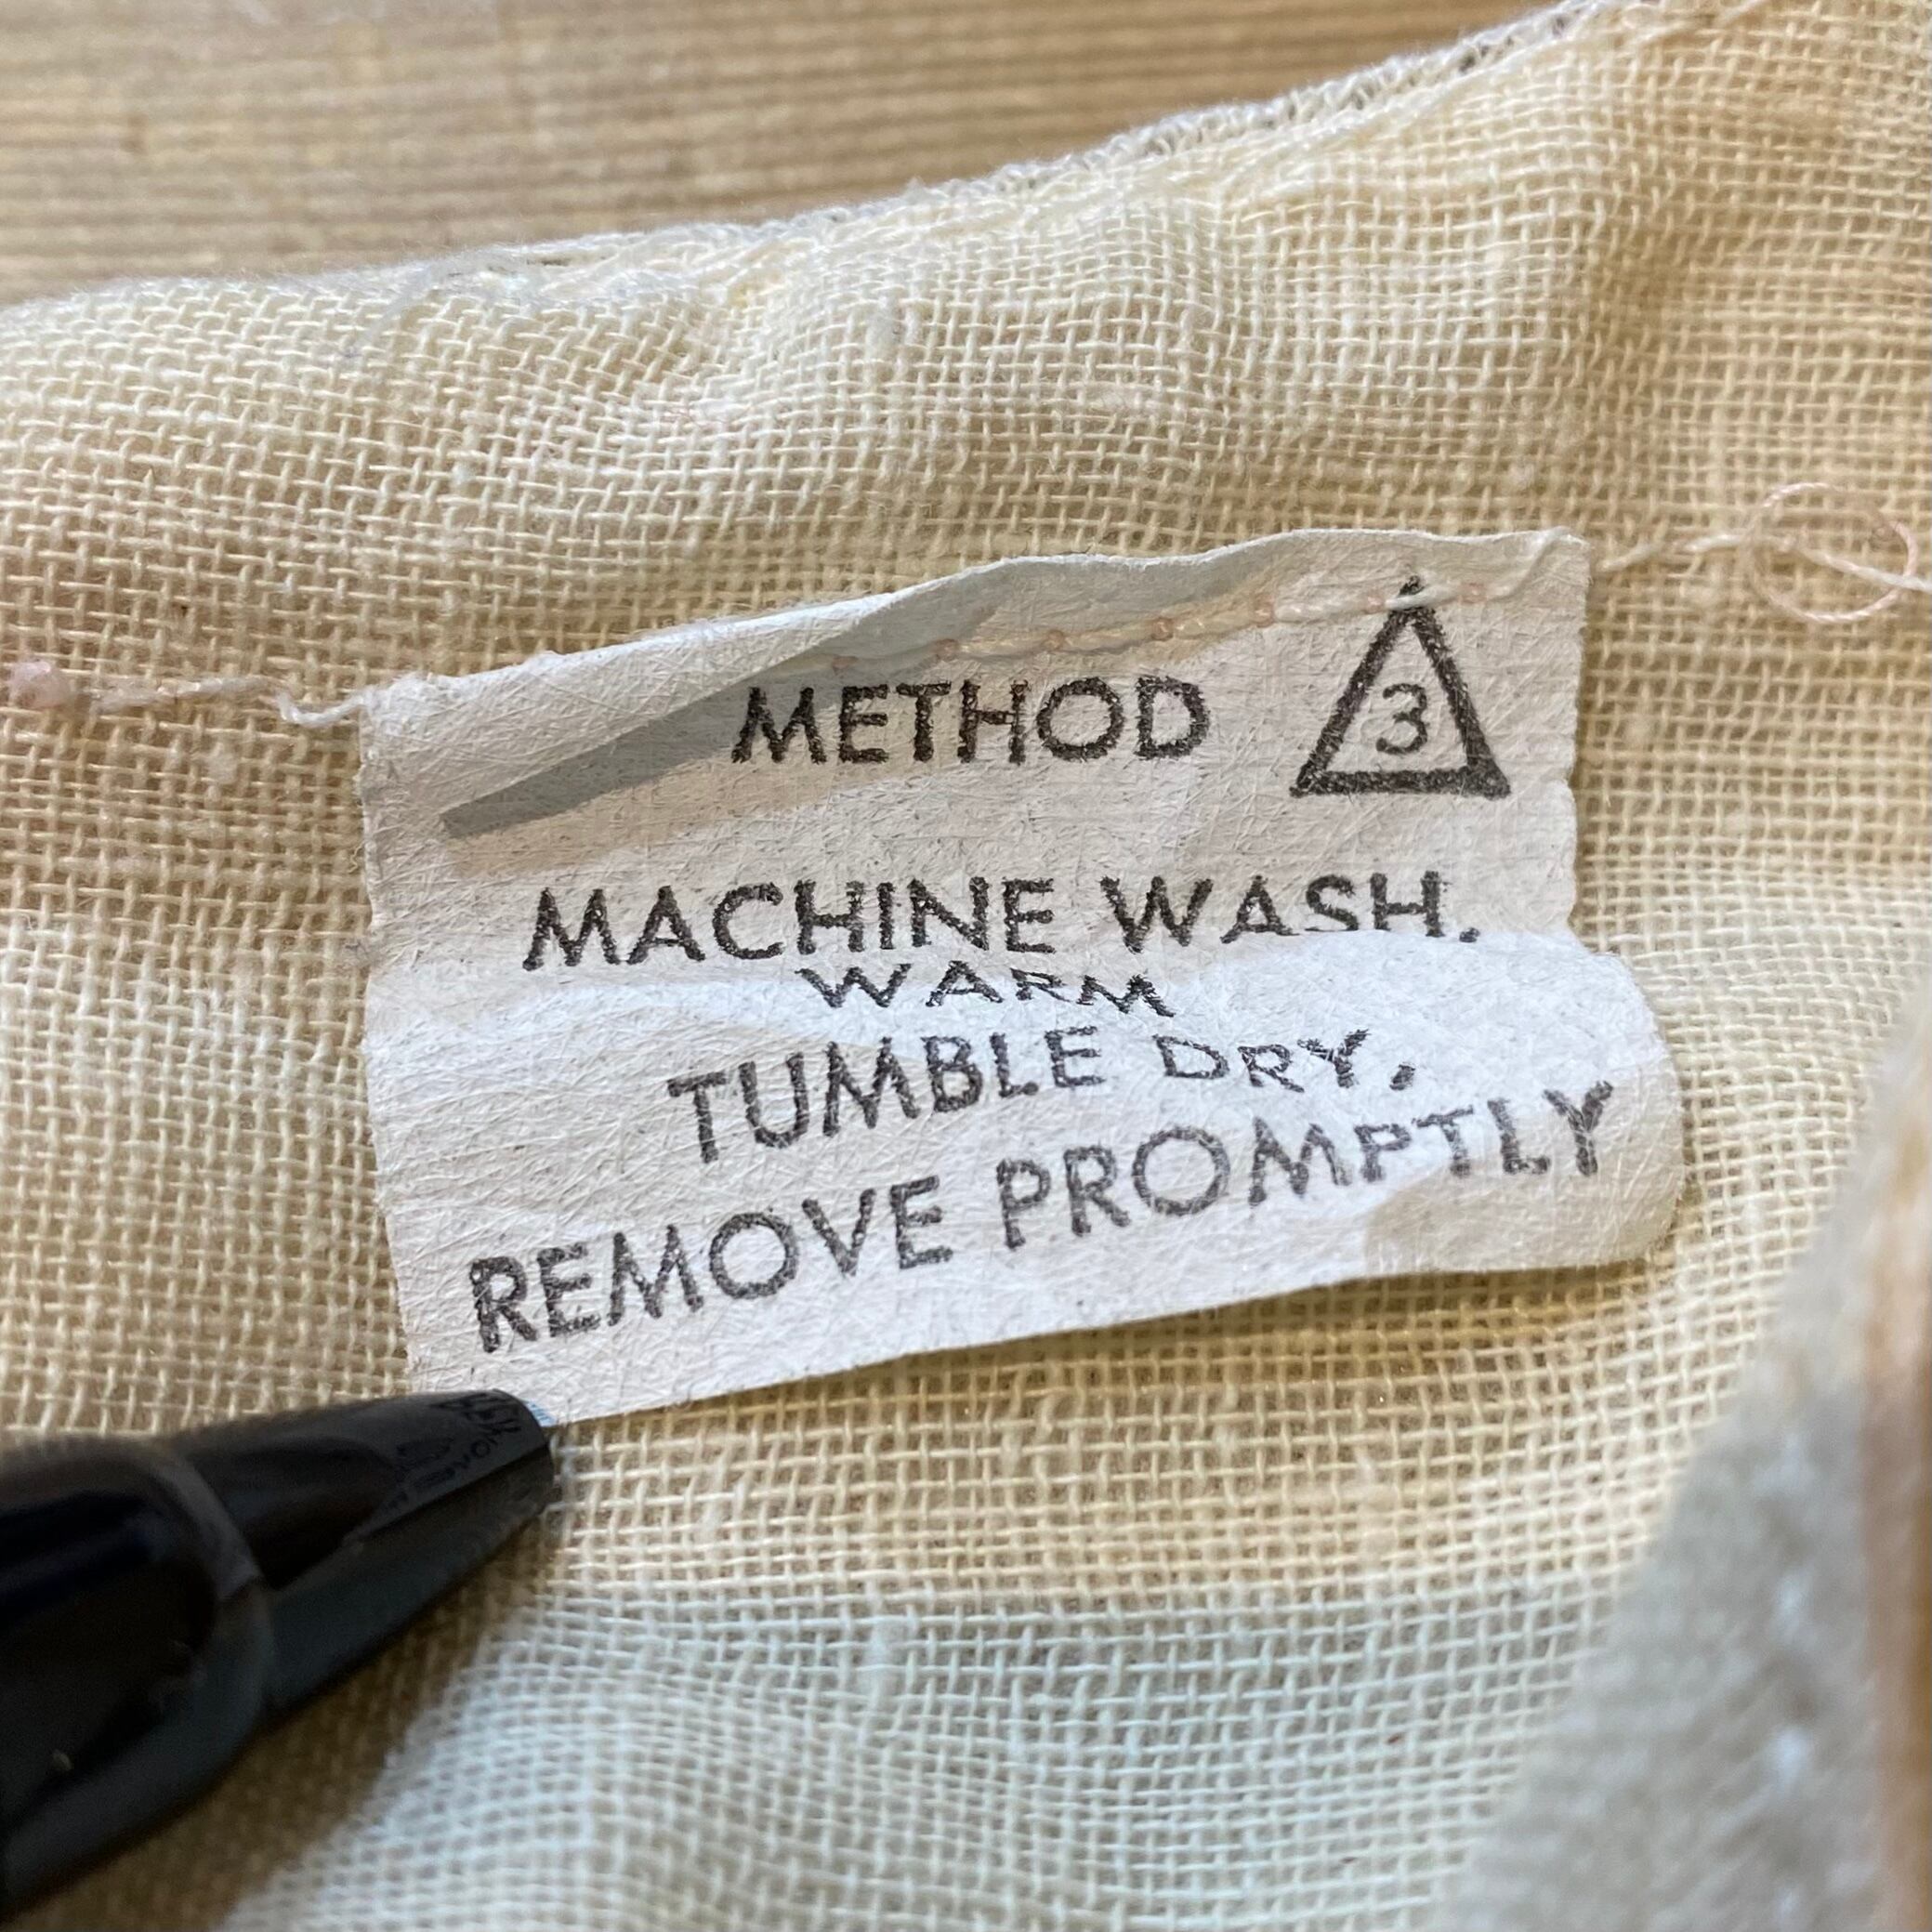 METHOD 3
MACHINE WASH.
WARM
TUMBLE DRY.
REMOVE PROMPTLY